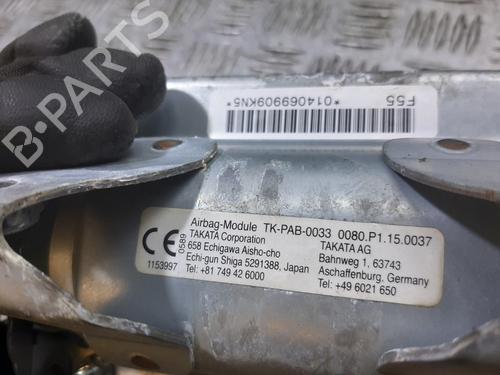 F55
*0140699909KN5*
B-PARTS
Airbag-Module TK-PAB-0033 0080.P1.15.0037
TAKATA Corporation
658 Echigawa Aisho-cho
Echi-gun Shiga 5291388, Japan
Tel: +81 749 42 6000
TAKATA AG
Bahnweg 1, 63743
Aschaffenburg, Germany
Tel: +49 6021 650
CE
0589
1153997